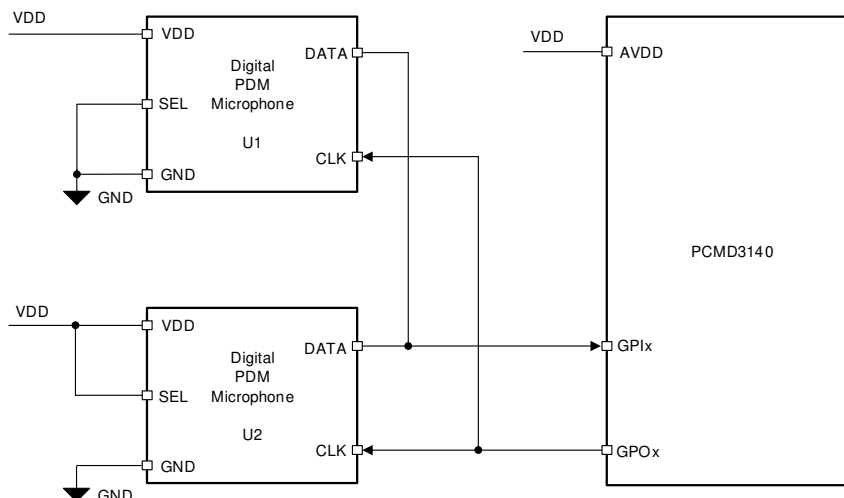 VDD
VDD
DATA
Digital
PDM
Microphone
SEL
U1
CLK
GND
GND
VDD
AVDD
PCMD3140
VDD
VDD
DATA
Digital
PDM
Microphone
SEL
U2
CLK
GND
GND
GPIx
GPOx